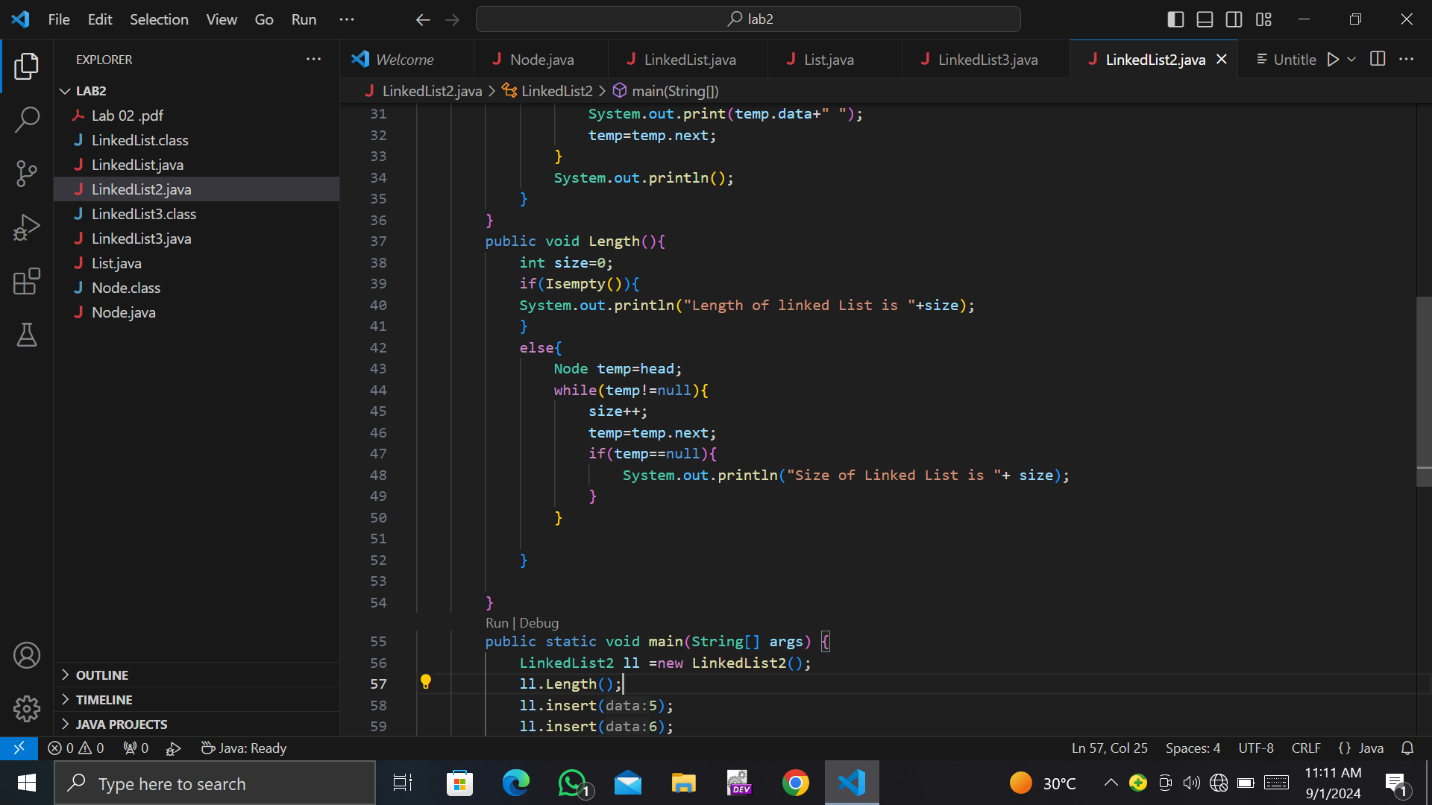 File Edit Selection View Go Run ···
lab2
EXPLORER ···
LAB2
Lab 02 .pdf
LinkedList.class
LinkedList.java
LinkedList2.java
LinkedList3.class
LinkedList3.java
List.java
Node.class
Node.java
OUTLINE
TIMELINE
JAVA PROJECTS
Welcome J Node.java J LinkedList.java J List.java J LinkedList3.java J LinkedList2.java Untitle ···
J LinkedList2.java > LinkedList2 > main(String[])
31 System.out.print(temp.data+" ");
32 temp=temp.next;
33 }
34 System.out.println();
35 }
36 }
37 public void Length(){
38 int size=0;
39 if(Isempty()){
40 System.out.println("Length of linked List is "+size);
41 }
42 else{
43 Node temp=head;
44 while(temp!=null){
45 size++;
46 temp=temp.next;
47 if(temp==null){
48 System.out.println("Size of Linked List is "+ size);
49 }
50 }
51
52 }
53
54 }
Run | Debug
55 public static void main(String[] args) {
56 LinkedList2 ll =new LinkedList2();
57 ll.Length();
58 ll.insert(data:5);
59 ll.insert(data:6);
0 0 0 Java: Ready Ln 57, Col 25 Spaces: 4 UTF-8 CRLF {} Java
Type here to search
1
DEV
30°C
11:11 AM
9/1/2024
1